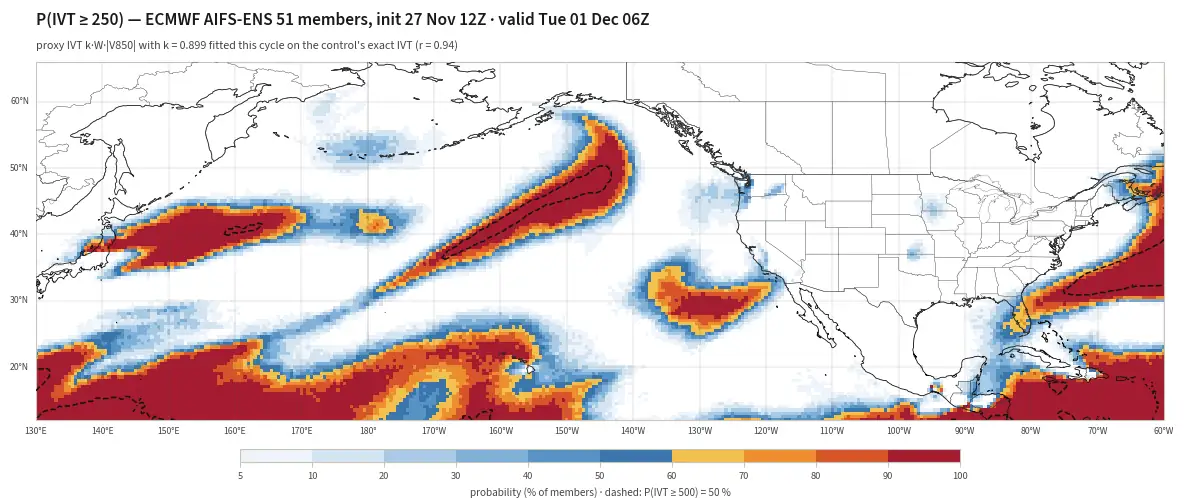 P(IVT ≥ 250) — ECMWF AIFS-ENS 51 members, init 27 Nov 12Z · valid Tue 01 Dec 06Z
proxy IVT k·W·|V850| with k = 0.899 fitted this cycle on the control's exact IVT (r = 0.94)
60°N
50°N
40°N
30°N
20°N
130°E 140°E 150°E 160°E 170°E 180° 170°W 160°W 150°W 140°W 130°W 120°W 110°W 100°W 90°W 80°W 70°W 60°W
5 10 20 30 40 50 60 70 80 90 100
probability (% of members) · dashed: P(IVT ≥ 500) = 50 %